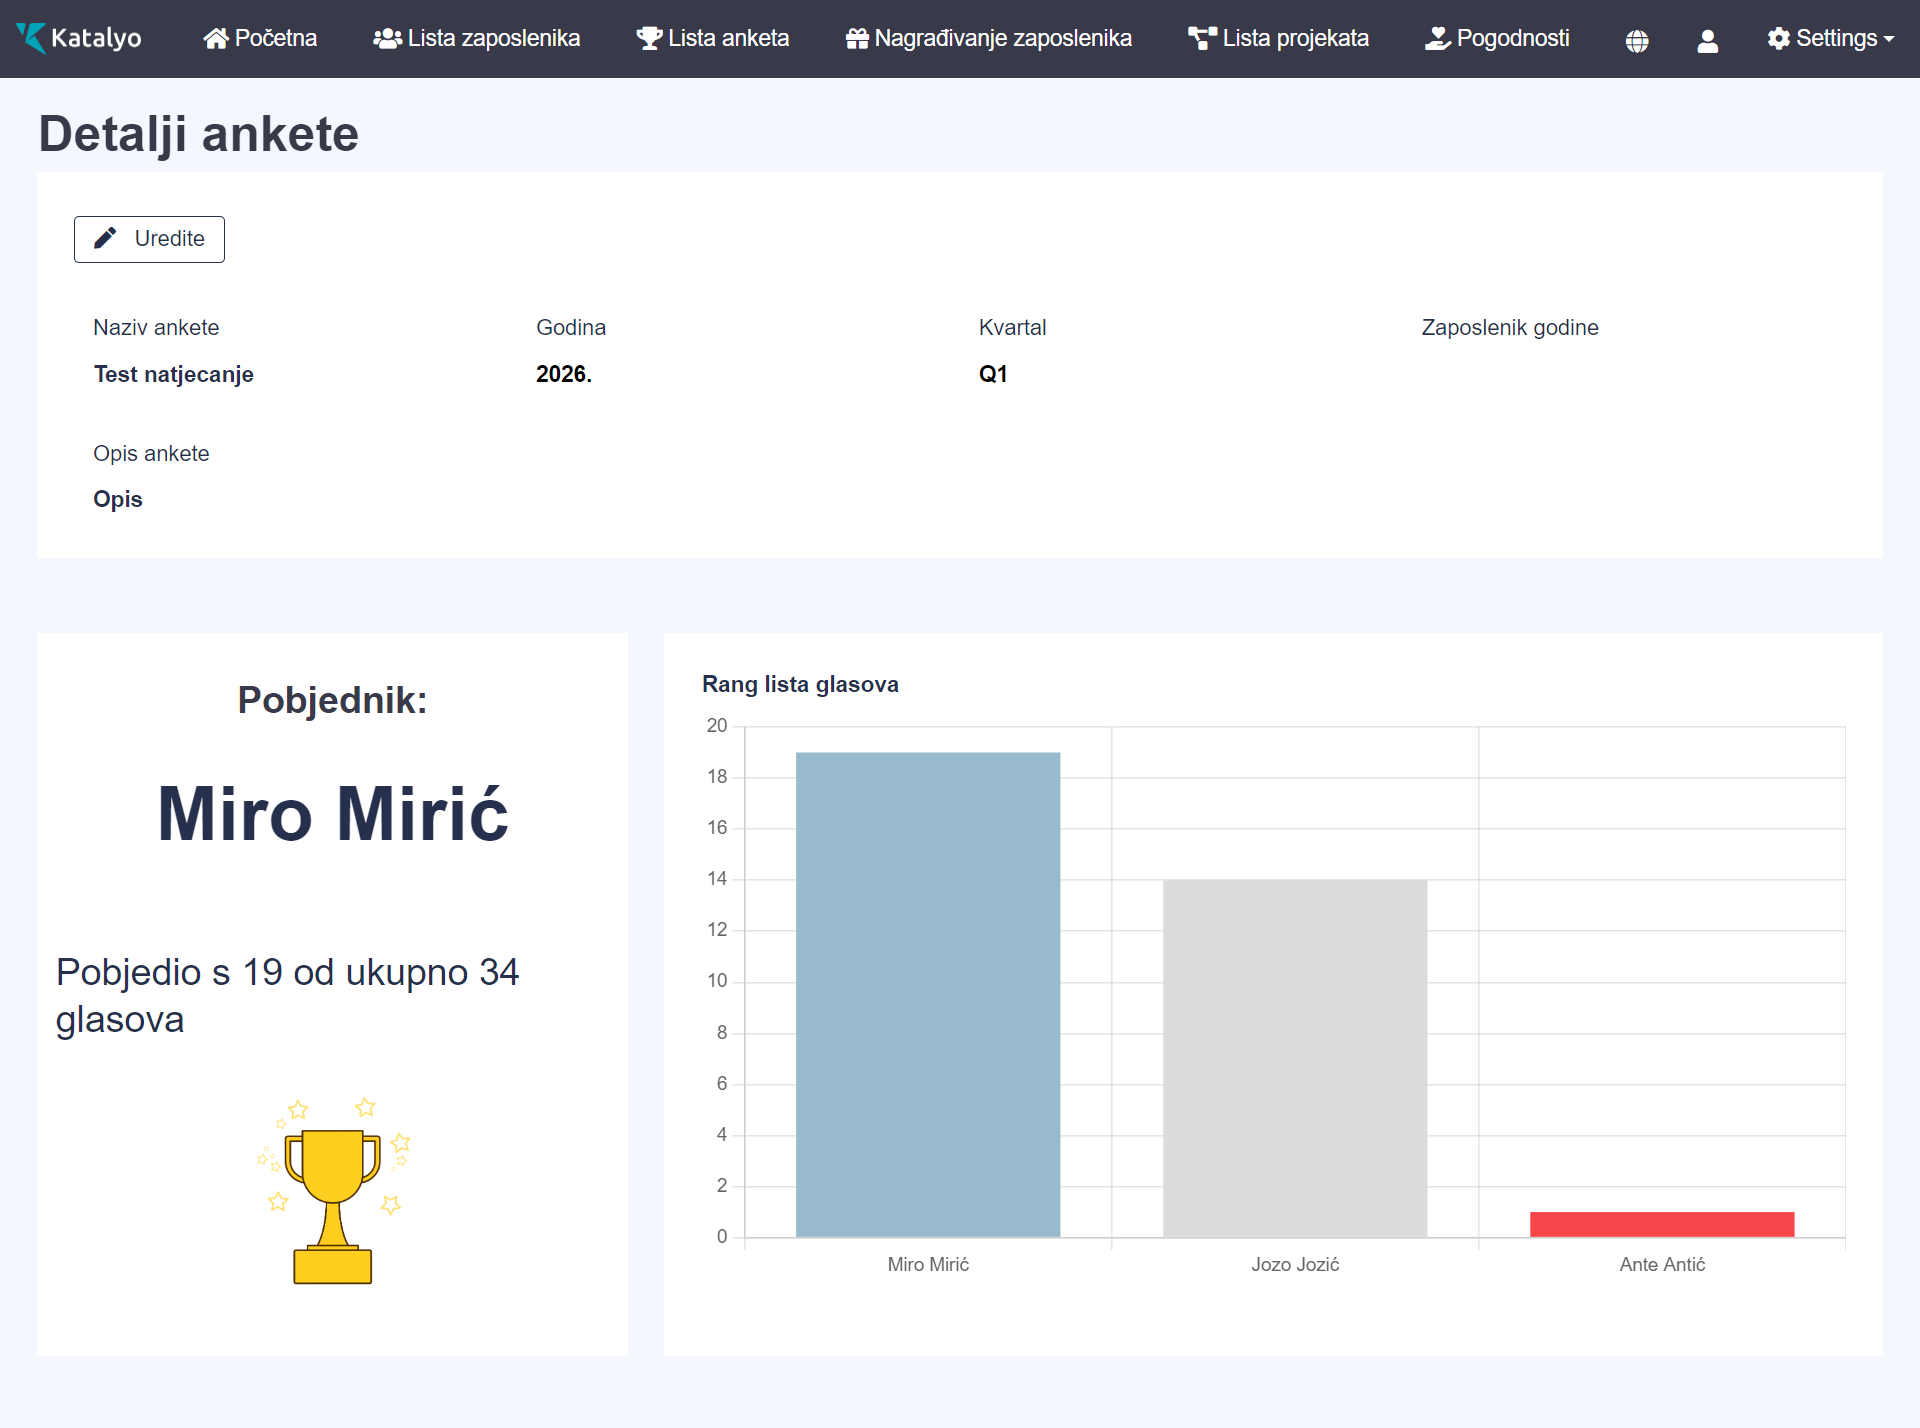 Katalyo
Početna
Lista zaposlenika
Lista anketa
Nagrađivanje zaposlenika
Lista projekata
Pogodnosti
Settings
Detalji ankete
Uredite
Naziv ankete
Godina
Kvartal
Zaposlenik godine
Test natjecanje
2026.
Q1
Opis ankete
Opis
Pobjednik:
Miro Mirić
Pobjedio s 19 od ukupno 34
glasova
Rang lista glasova
20
18
16
14
12
10
8
6
4
2
0
Miro Mirić
Jozo Jozić
Ante Antić